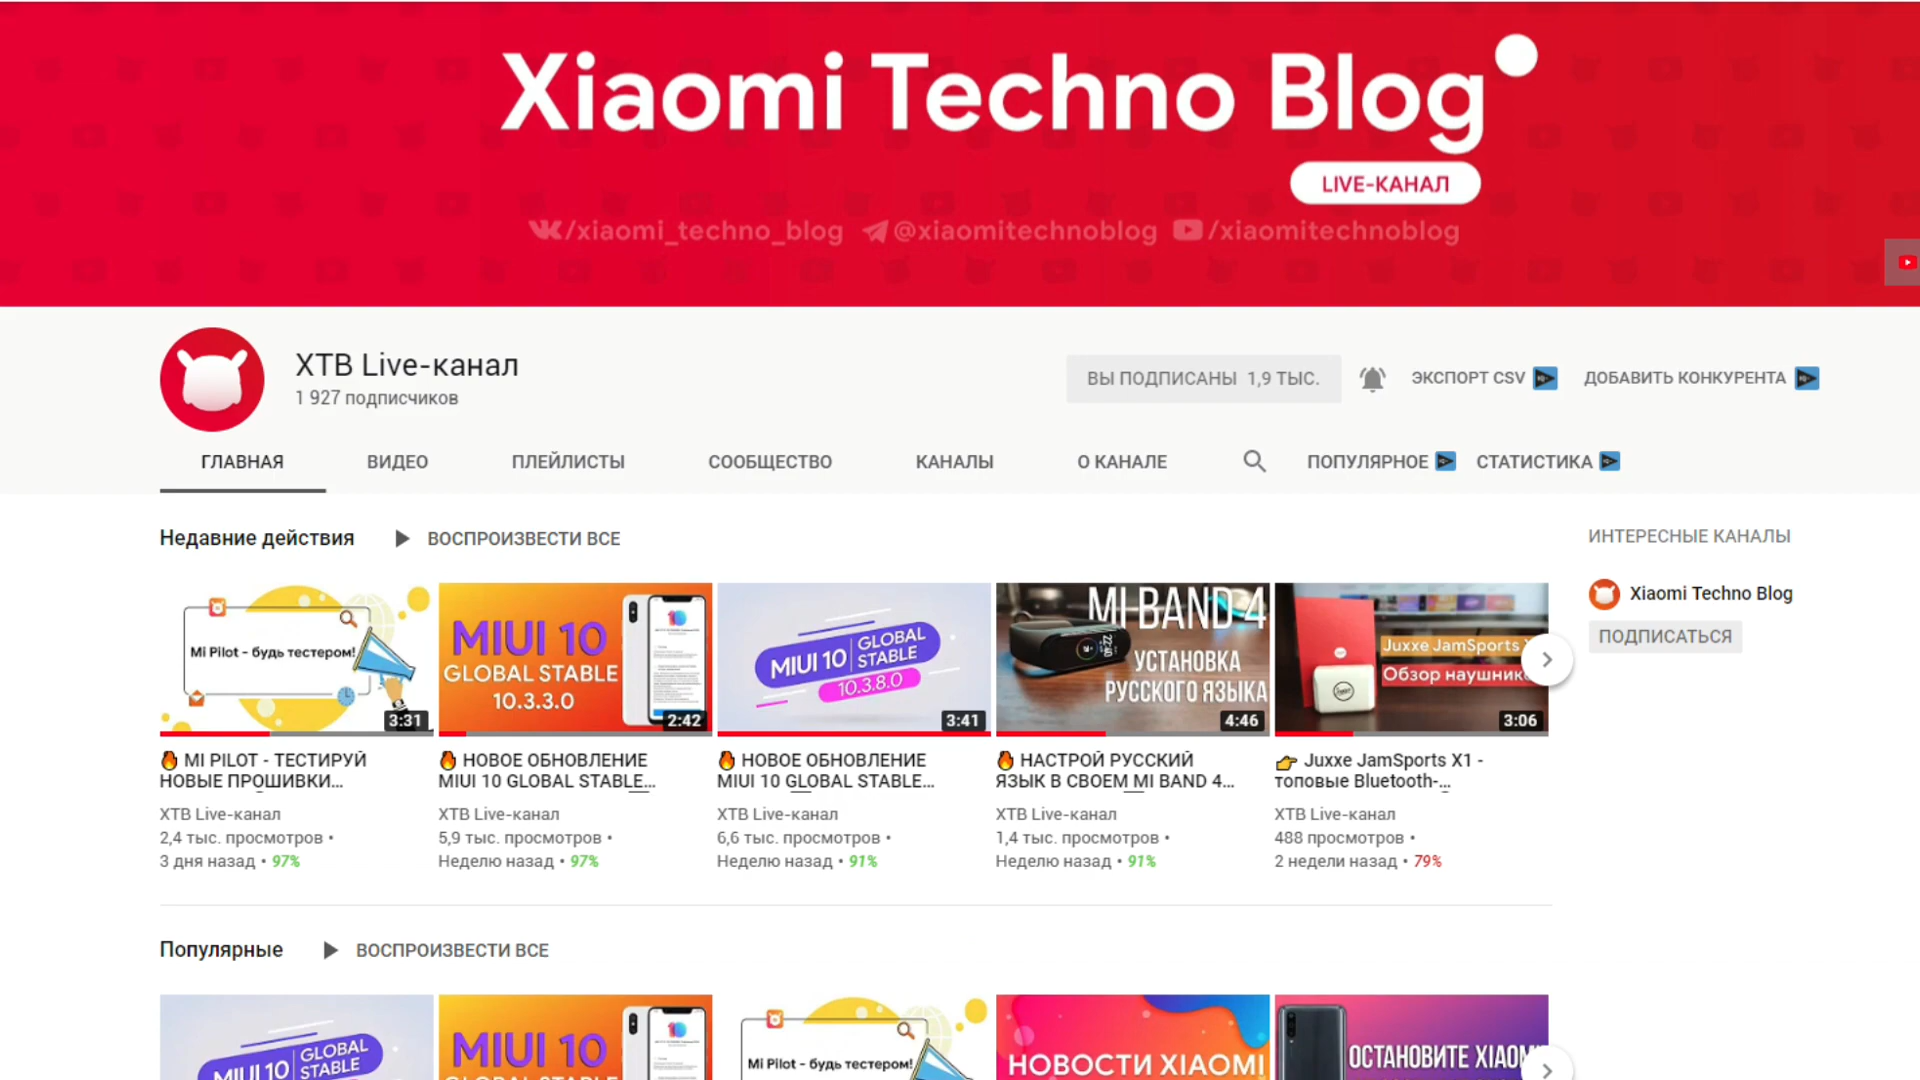 Xiaomi Techno Blog
LIVE-КАНАЛ
/xiaomi_techno_blog @xiaomitechnoblog /xiaomitechnoblog
XTB Live-канал
1 927 подписчиков
ВЫ ПОДПИСАНЫ 1,9 ТЫС.
ЭКСПОРТ CSV
ДОБАВИТЬ КОНКУРЕНТА
ГЛАВНАЯ ВИДЕО ПЛЕЙЛИСТЫ СООБЩЕСТВО КАНАЛЫ О КАНАЛЕ ПОПУЛЯРНОЕ СТАТИСТИКА
Недавние действия ВОСПРОИЗВЕСТИ ВСЕ
ИНТЕРЕСНЫЕ КАНАЛЫ
Xiaomi Techno Blog
ПОДПИСАТЬСЯ
Mi Pilot - будь тестером!
3:31
MI PILOT - ТЕСТИРУЙ
НОВЫЕ ПРОШИВКИ...
XTB Live-канал
2,4 тыс. просмотров •
3 дня назад • 97%
MIUI 10
GLOBAL STABLE
10.3.3.0
2:42
НОВОЕ ОБНОВЛЕНИЕ
MIUI 10 GLOBAL STABLE...
XTB Live-канал
5,9 тыс. просмотров •
Неделю назад • 97%
MIUI 10 GLOBAL
STABLE
10.3.8.0
3:41
НОВОЕ ОБНОВЛЕНИЕ
MIUI 10 GLOBAL STABLE...
XTB Live-канал
6,6 тыс. просмотров •
Неделю назад • 91%
MI BAND 4
УСТАНОВКА
РУССКОГО ЯЗЫКА
4:46
НАСТРОЙ РУССКИЙ
ЯЗЫК В СВОЕМ MI BAND 4...
XTB Live-канал
1,4 тыс. просмотров •
Неделю назад • 91%
Juxxe JamSports
Обзор наушник
3:06
Juxxe JamSports X1 -
топовые Bluetooth-...
XTB Live-канал
488 просмотров •
2 недели назад • 79%
Популярные ВОСПРОИЗВЕСТИ ВСЕ
MIUI 10 GLOBAL
STABLE
MIUI 10
GLOBAL STABLE
Mi Pilot - будь тестером!
НОВОСТИ XIAOMI
ОСТАНОВИТЕ XIAOM